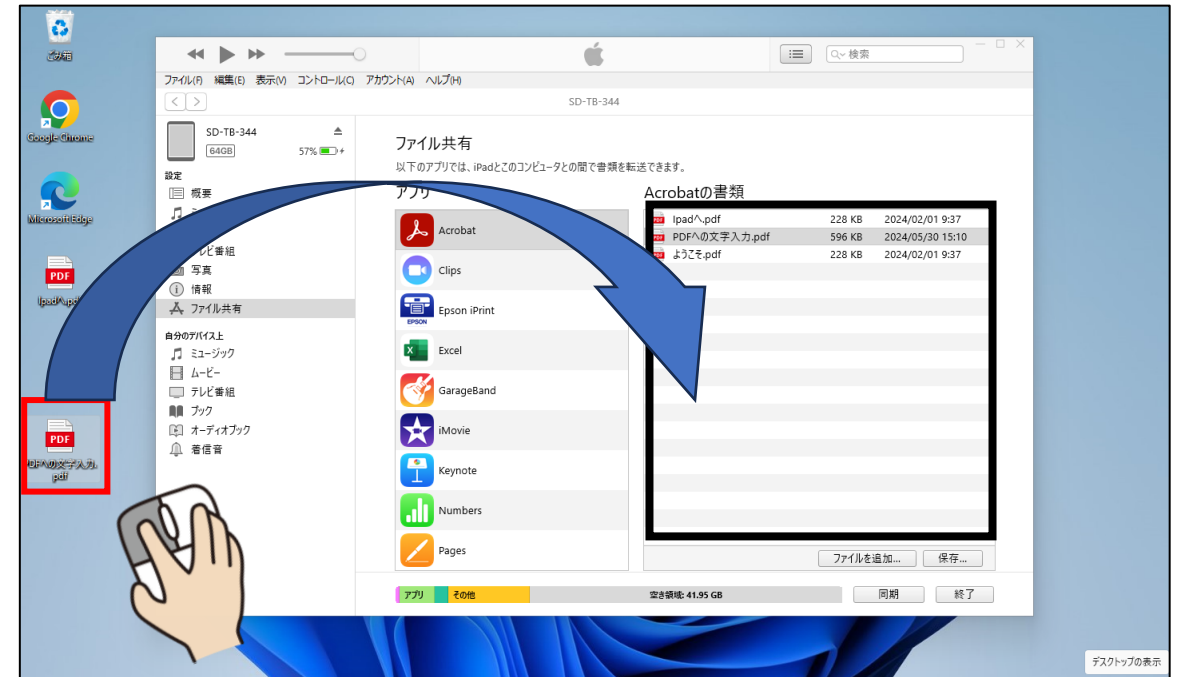 ごみ箱
Google Chrome
Microsoft Edge
PDF
Ipadへ.pdf
PDF
PDFへの文字入力.
pdf
検索
ファイル(F) 編集(E) 表示(V) コントロール(C) アカウント(A) ヘルプ(H)
SD-TB-344
SD-TB-344
64GB
57%
設定
概要
テレビ番組
写真
情報
ファイル共有
自分のデバイス上
ミュージック
ムービー
テレビ番組
ブック
オーディオブック
着信音
ファイル共有
以下のアプリでは、iPadとこのコンピュータとの間で書類を転送できます。
アプリ
Acrobat
Clips
EPSON
Epson iPrint
Excel
GarageBand
iMovie
Keynote
Numbers
Pages
Acrobatの書類
Ipadへ.pdf 228 KB 2024/02/01 9:37
PDFへの文字入力.pdf 596 KB 2024/05/30 15:10
ようこそ.pdf 228 KB 2024/02/01 9:37
ファイルを追加... 保存...
アプリ その他 空き領域: 41.95 GB 同期 終了
デスクトップの表示